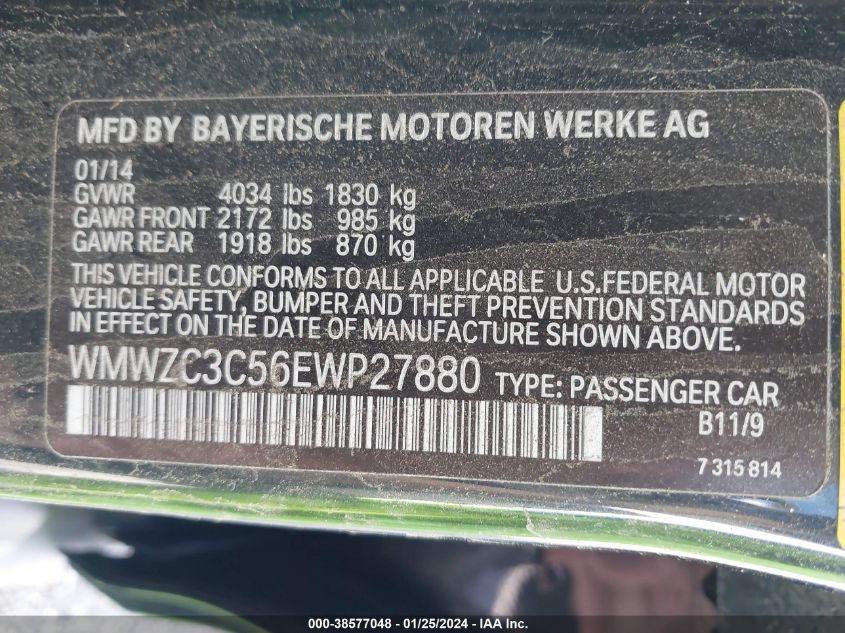 MFD BY BAYERISCHE MOTOREN WERKE AG
01/14
GVWR 4034 lbs 1830 kg
GAWR FRONT 2172 lbs 985 kg
GAWR REAR 1918 lbs 870 kg
THIS VEHICLE CONFORMS TO ALL APPLICABLE U.S.FEDERAL MOTOR
VEHICLE SAFETY, BUMPER AND THEFT PREVENTION STANDARDS
IN EFFECT ON THE DATE OF MANUFACTURE SHOWN ABOVE.
WMWZC3C56EWP27880 TYPE: PASSENGER CAR
B11/9
7 315 814
000-38577048 - 01/25/2024 - IAA Inc.